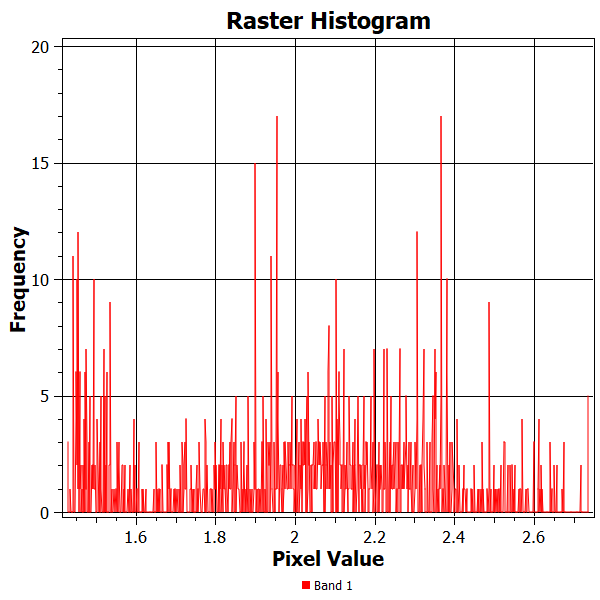 Raster Histogram
20
15
10
5
0
Frequency
1.6 1.8 2 2.2 2.4 2.6
Pixel Value
Band 1